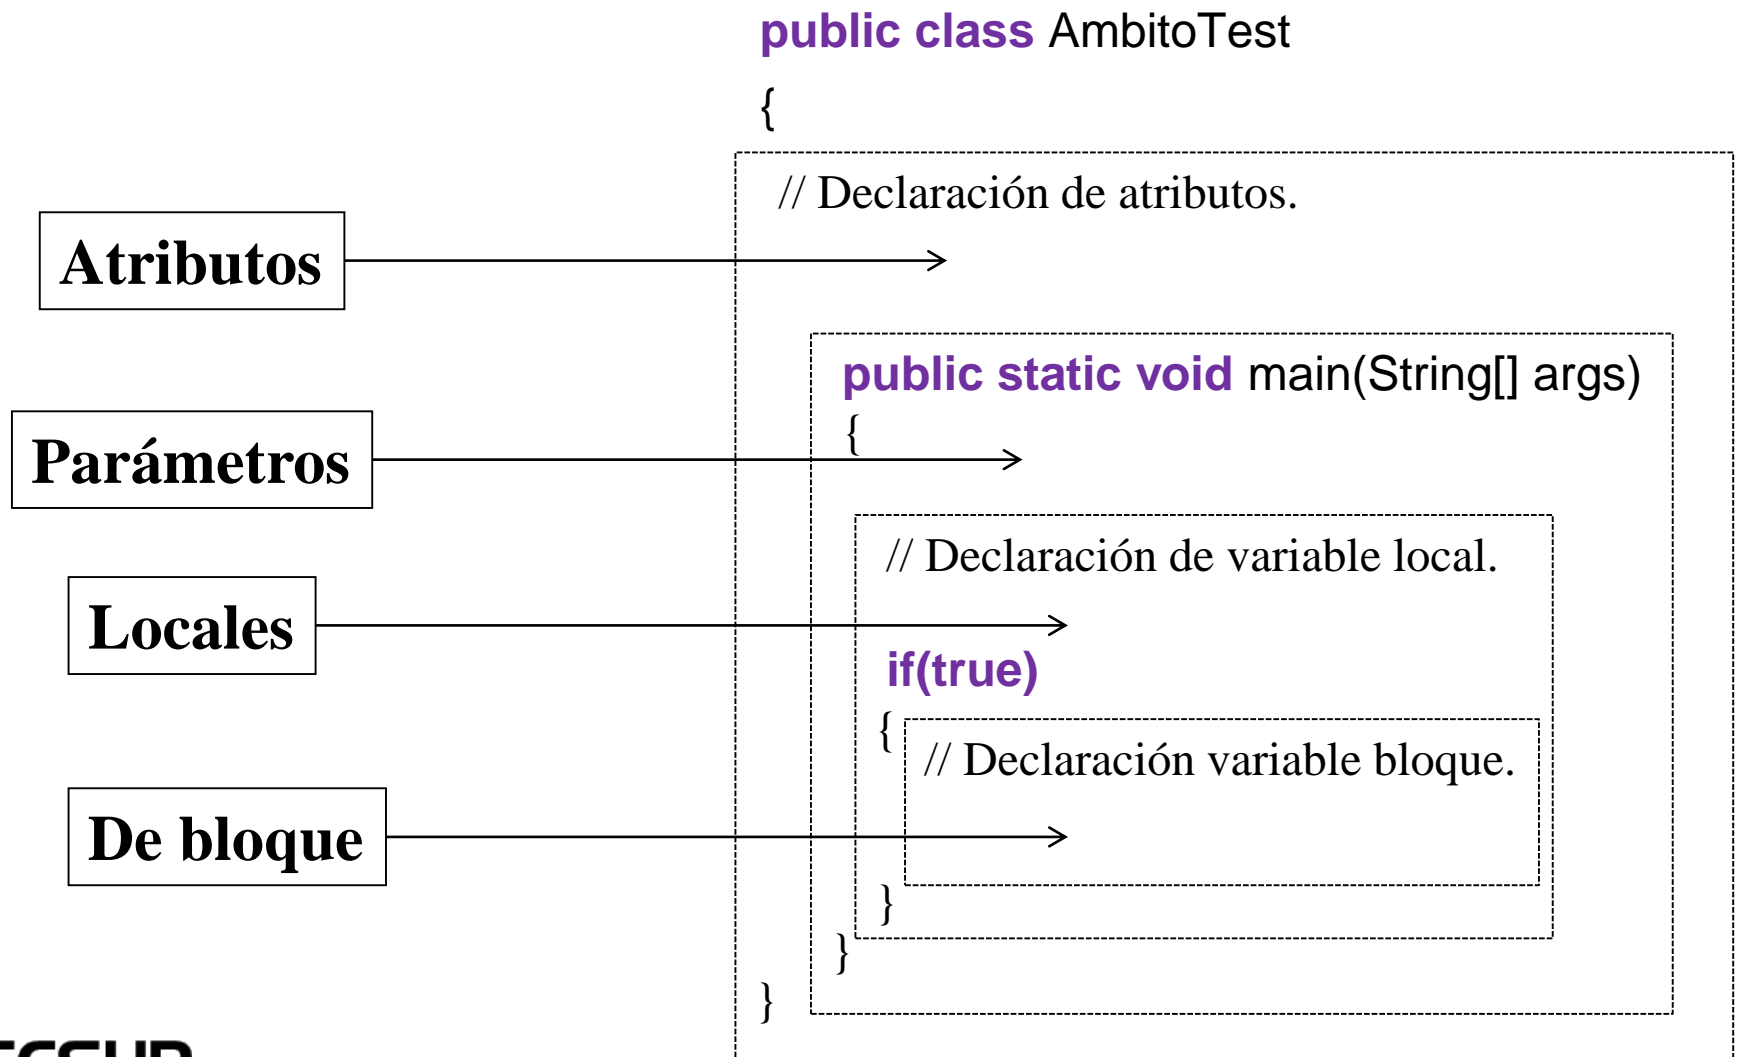 public class AmbitoTest
{
// Declaración de atributos.
Atributos
public static void main(String[] args)
{
Parámetros
// Declaración de variable local.
Locales
if(true)
{
// Declaración variable bloque.
De bloque
}
}
}